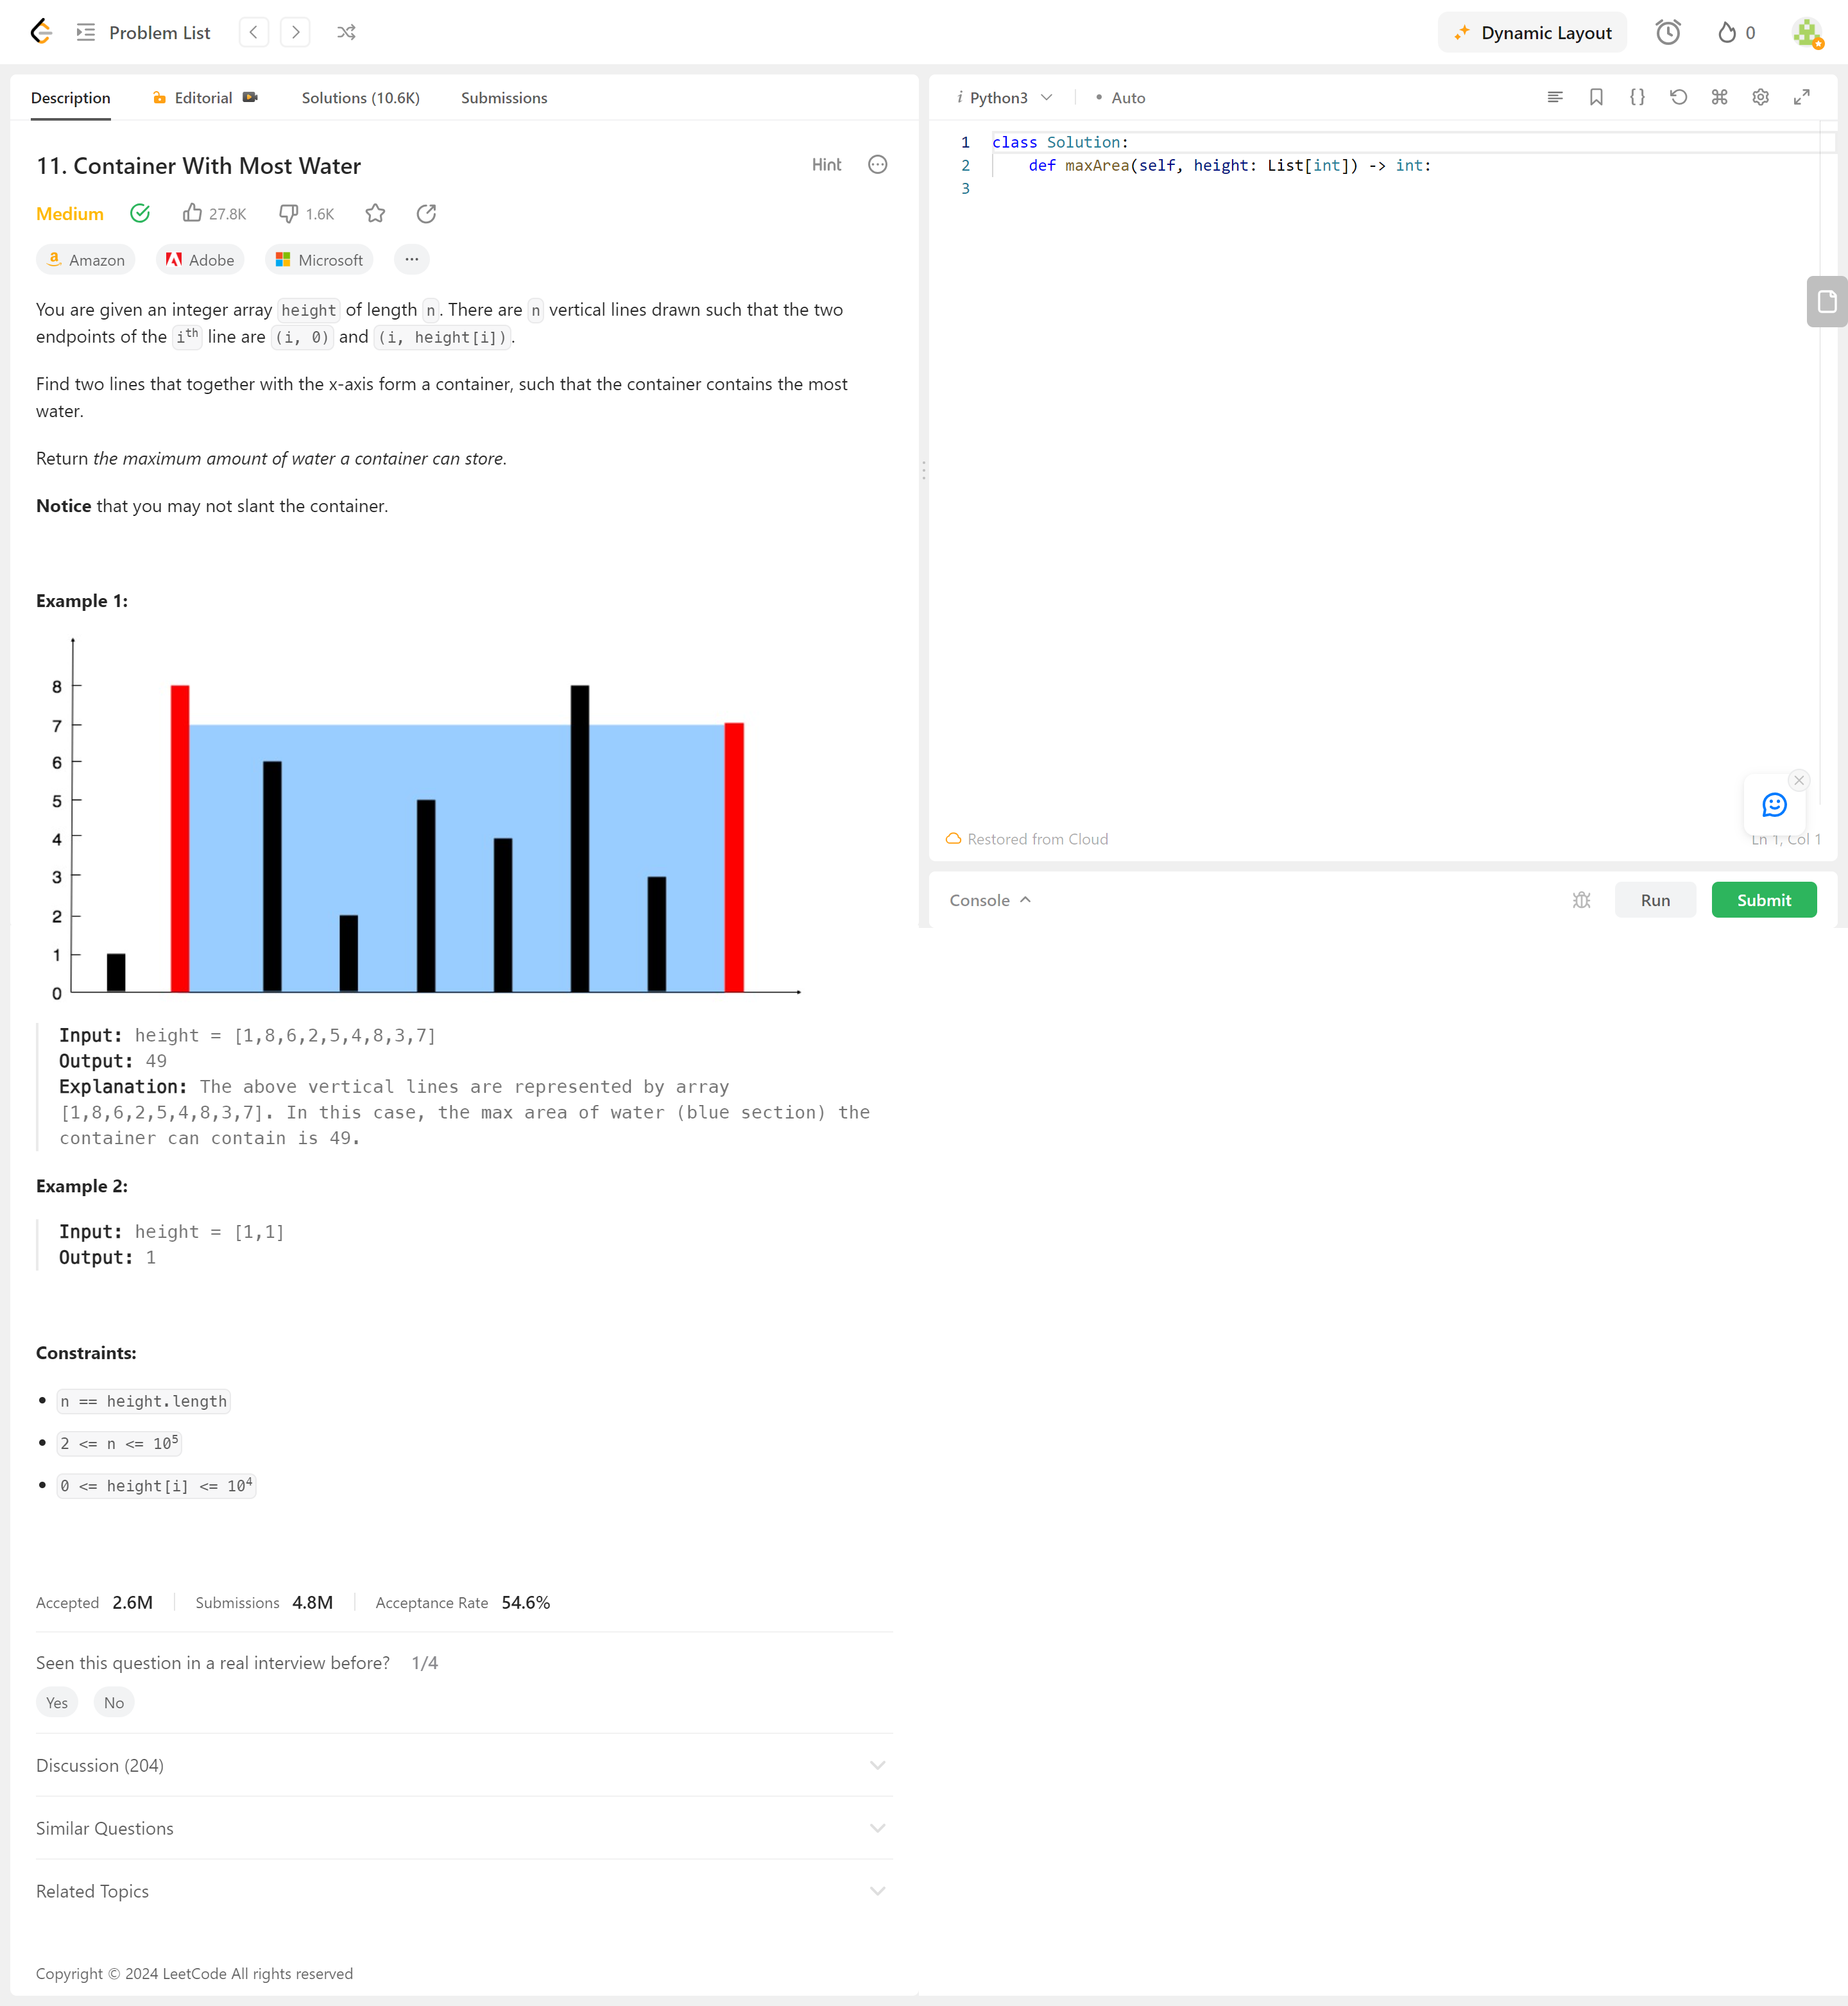 Problem List
Dynamic Layout
0
Description
Editorial
Solutions (10.6K)
Submissions
11. Container With Most Water
Hint
Medium
27.8K
1.6K
Amazon
Adobe
Microsoft
You are given an integer array height of length n. There are n vertical lines drawn such that the two
endpoints of the iᵗʰ line are (i, 0) and (i, height[i]).
Find two lines that together with the x-axis form a container, such that the container contains the most
water.
Return the maximum amount of water a container can store.
Notice that you may not slant the container.
Example 1:
8
7
6
5
4
3
2
1
0
Input: height = [1,8,6,2,5,4,8,3,7]
Output: 49
Explanation: The above vertical lines are represented by array
[1,8,6,2,5,4,8,3,7]. In this case, the max area of water (blue section) the
container can contain is 49.
Example 2:
Input: height = [1,1]
Output: 1
Constraints:
• n == height.length
• 2 <= n <= 10⁵
• 0 <= height[i] <= 10⁴
Accepted 2.6M
Submissions 4.8M
Acceptance Rate 54.6%
Seen this question in a real interview before? 1/4
Yes
No
Discussion (204)
Similar Questions
Related Topics
Copyright © 2024 LeetCode All rights reserved
i Python3
• Auto
1 class Solution:
2     def maxArea(self, height: List[int]) -> int:
3
Restored from Cloud
Ln 1, Col 1
Console
Run
Submit